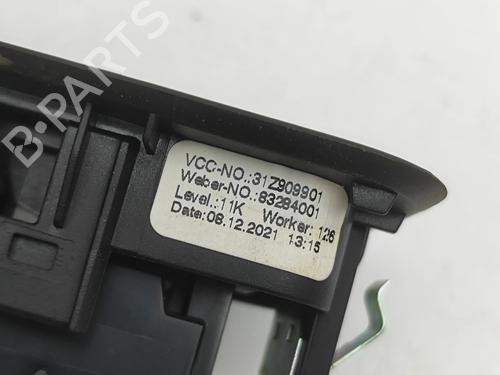 B-PARTS
VCC-NO.:31Z909901
Weber-NO.:83284001
Level.:11K Worker: 126
Date:08.12.2021 13:15